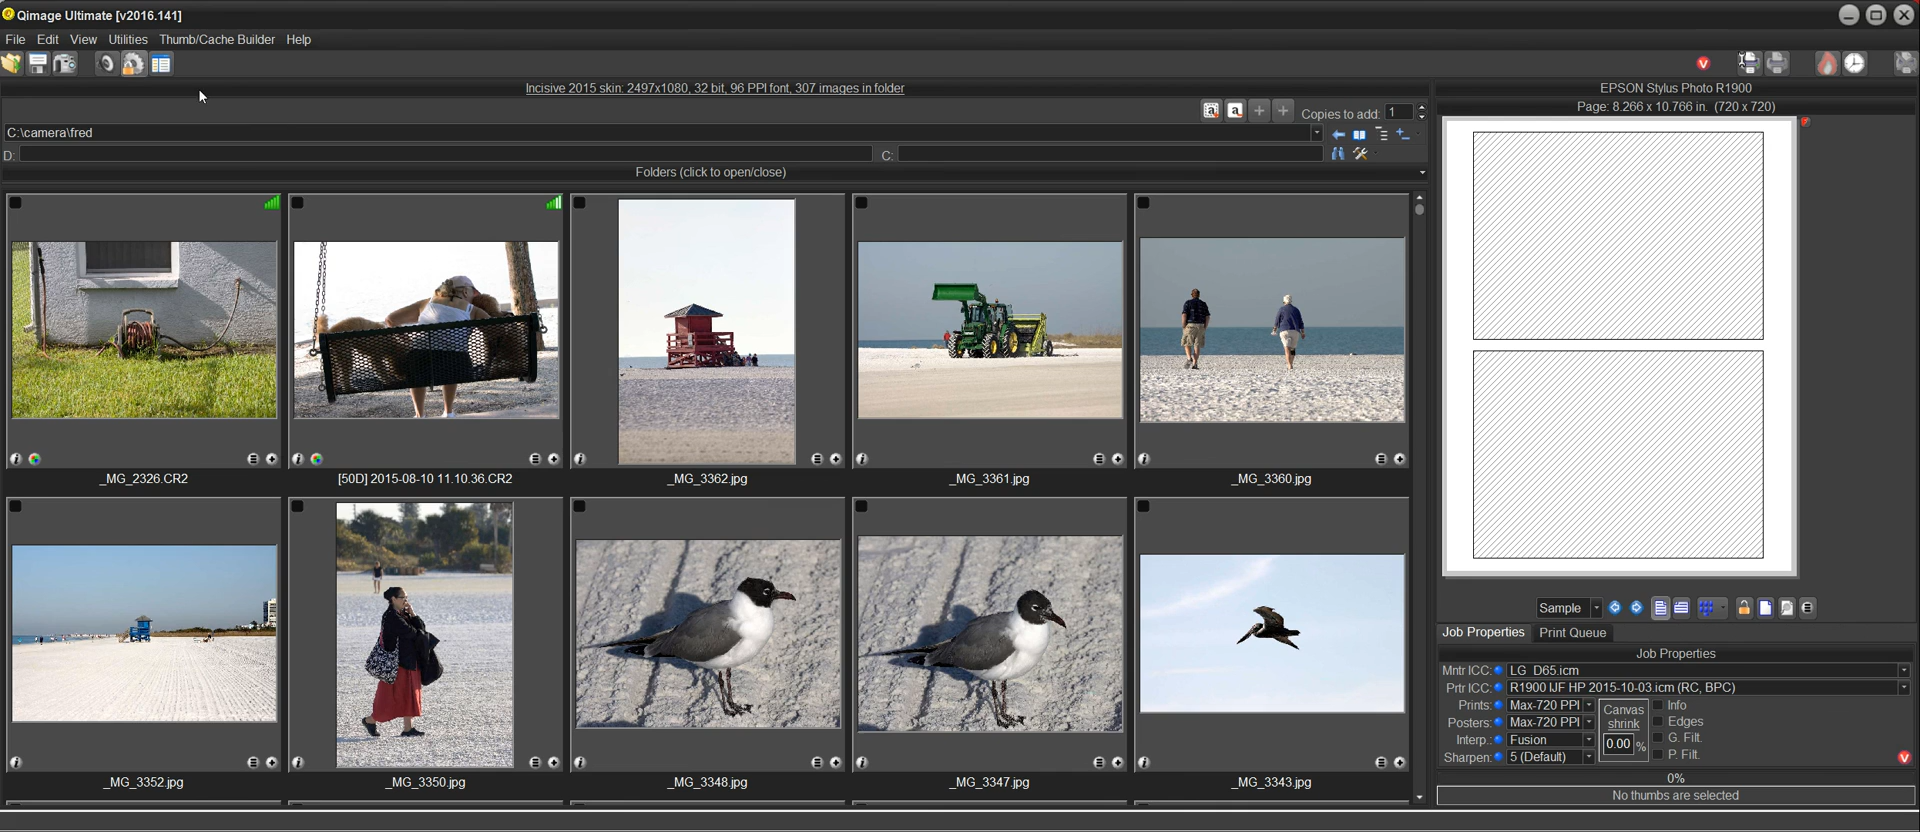 Qimage Ultimate [v2016.141]
File Edit View Utilities Thumb/Cache Builder Help
Incisive 2015 skin: 2497x1080, 32 bit, 96 PPI font, 307 images in folder
EPSON Stylus Photo R1900
Page: 8.266 x 10.766 in. (720 x 720)
Copies to add: 1
C:\camera\fred
D:
C:
Folders (click to open/close)
_MG_2326.CR2
[50D] 2015-08-10 11.10.36.CR2
_MG_3362.jpg
_MG_3361.jpg
_MG_3360.jpg
_MG_3352.jpg
_MG_3350.jpg
_MG_3348.jpg
_MG_3347.jpg
_MG_3343.jpg
Sample
Job Properties Print Queue
Job Properties
Mntr ICC: LG D65.icm
Prtr ICC: R1900 IJF HP 2015-10-03.icm (RC, BPC)
Prints: Max-720 PPI
Posters: Max-720 PPI
Interp.: Fusion
Sharpen: 5 (Default)
Canvas
shrink
0.00 %
Info
Edges
G. Filt.
P. Filt.
0%
No thumbs are selected